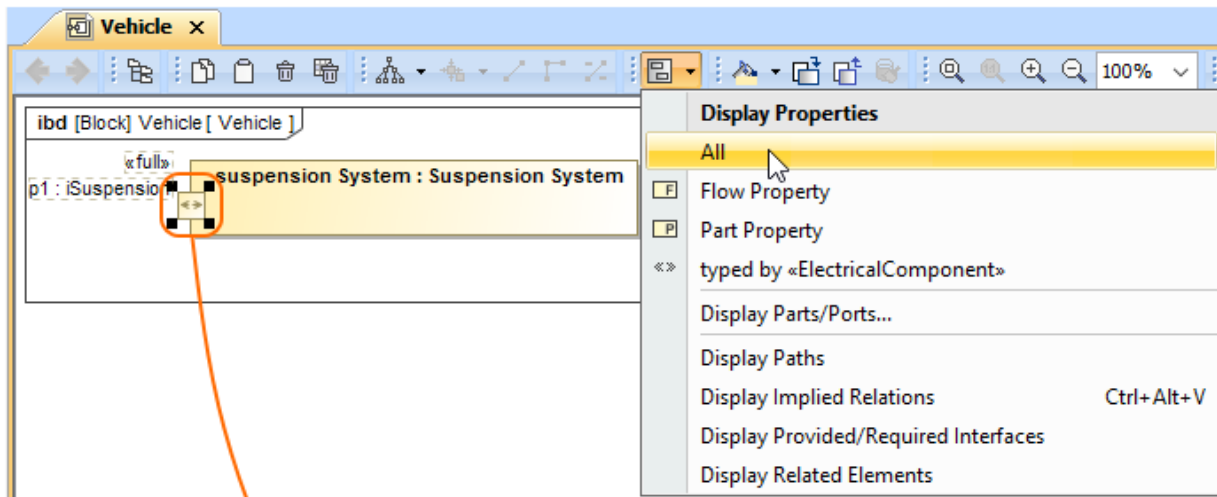 Vehicle
100%
ibd [Block] Vehicle [ Vehicle ]
«full»
p1 : iSuspension
suspension System : Suspension System
Display Properties
All
F Flow Property
P Part Property
«» typed by «ElectricalComponent»
Display Parts/Ports...
Display Paths
Display Implied Relations Ctrl+Alt+V
Display Provided/Required Interfaces
Display Related Elements